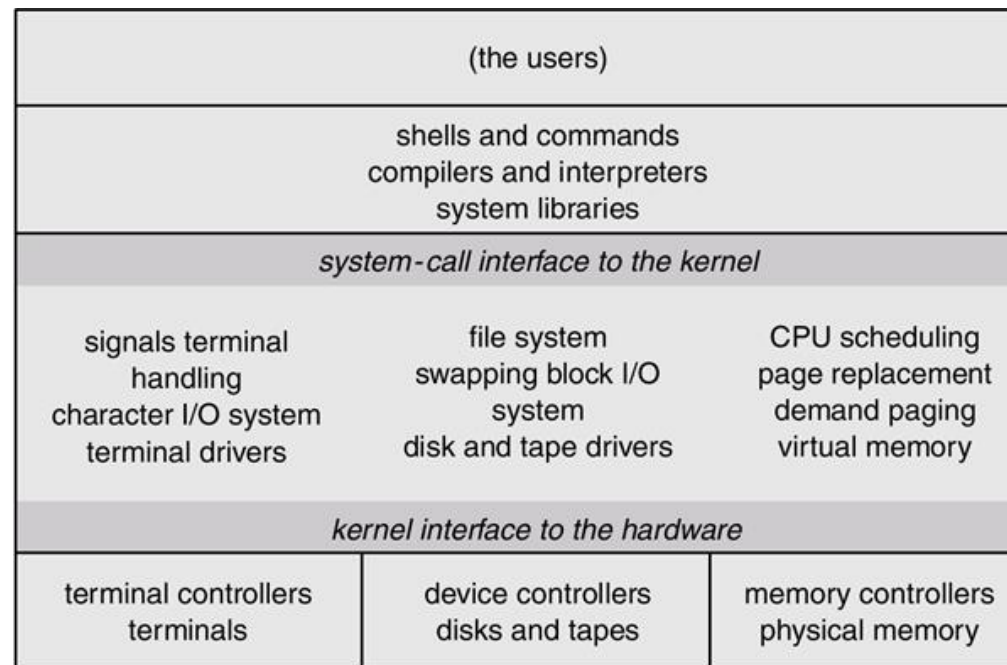 (the users)
shells and commands
compilers and interpreters
system libraries
system-call interface to the kernel
signals terminal
handling
character I/O system
terminal drivers
file system
swapping block I/O
system
disk and tape drivers
CPU scheduling
page replacement
demand paging
virtual memory
kernel interface to the hardware
terminal controllers
terminals
device controllers
disks and tapes
memory controllers
physical memory